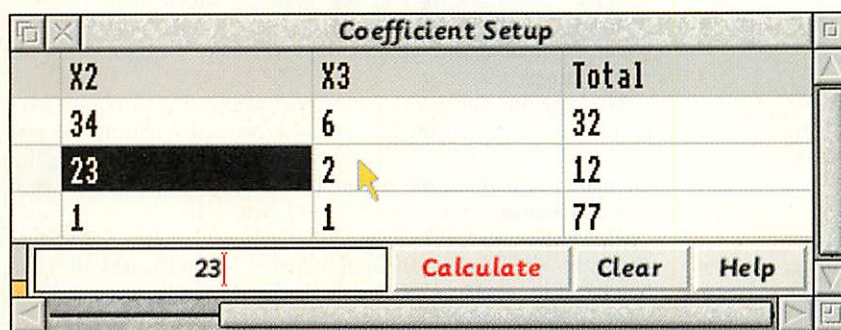 Coefficient Setup
X2 X3 Total
34 6 32
23 2 12
1 1 77
23 Calculate Clear Help